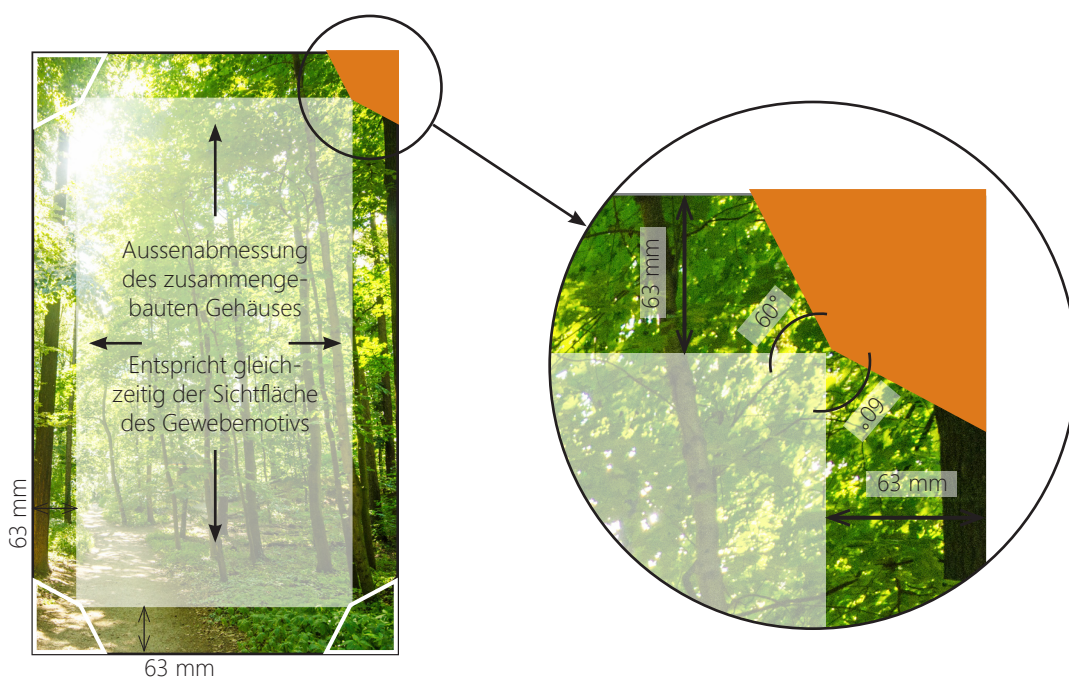 Aussenabmessung
des zusammenge-
bauten Gehäuses
Entspricht gleich-
zeitig der Sichtfläche
des Gewebemotivs
63 mm
63 mm
63 mm
60°
60°
63 mm